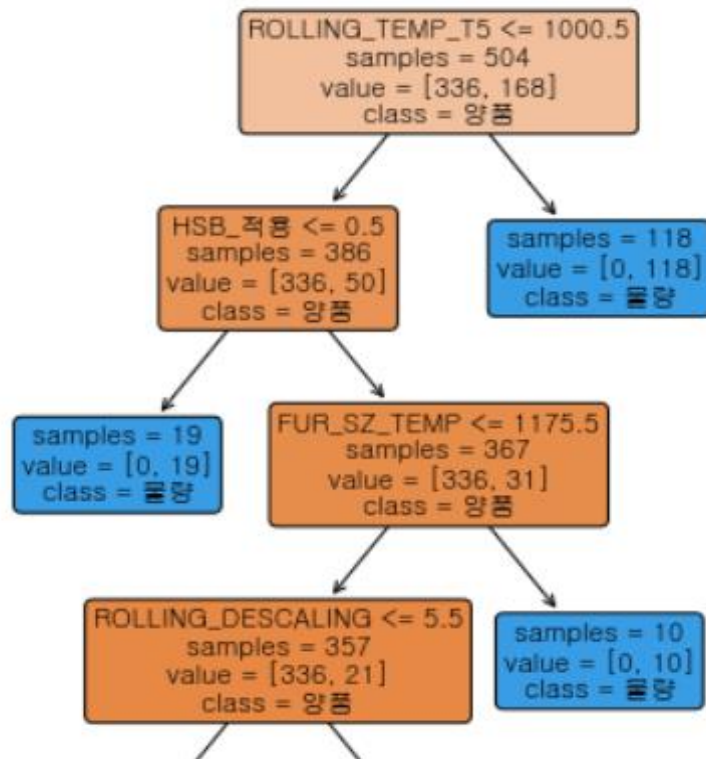 ROLLING_TEMP_T5 <= 1000.5
samples = 504
value = [336, 168]
class = 양품
HSB_적용 <= 0.5
samples = 386
value = [336, 50]
class = 양품
samples = 118
value = [0, 118]
class = 불량
samples = 19
value = [0, 19]
class = 불량
FUR_SZ_TEMP <= 1175.5
samples = 367
value = [336, 31]
class = 양품
ROLLING_DESCALING <= 5.5
samples = 357
value = [336, 21]
class = 양품
samples = 10
value = [0, 10]
class = 불량